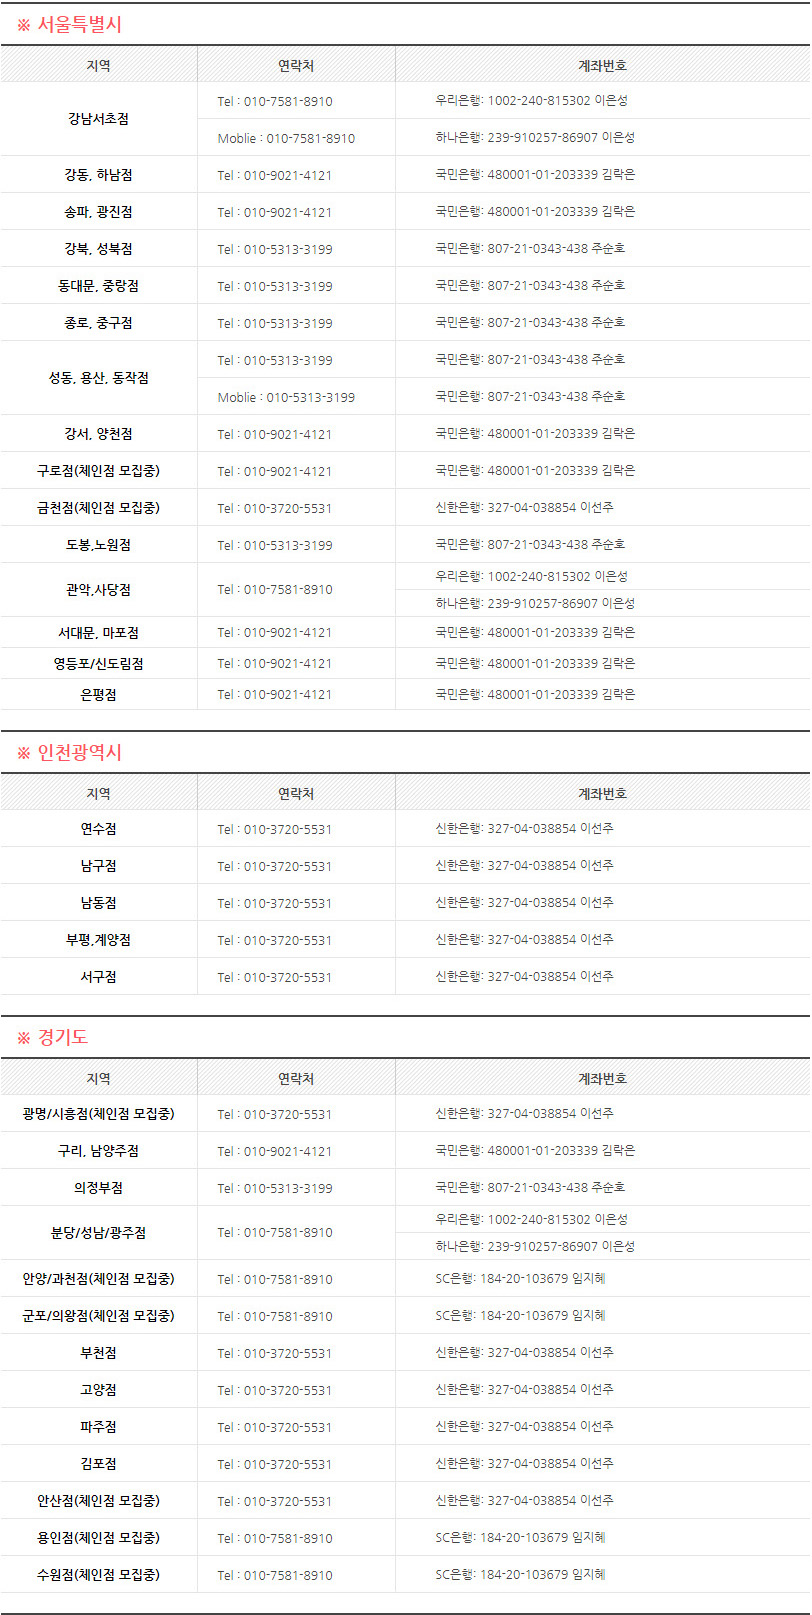 ※ 서울특별시
지역 연락처 계좌번호
강남서초점
Tel : 010-7581-8910 우리은행: 1002-240-815302 이은성
Moblie : 010-7581-8910 하나은행: 239-910257-86907 이은성
강동, 하남점 Tel : 010-9021-4121 국민은행: 480001-01-203339 김락은
송파, 광진점 Tel : 010-9021-4121 국민은행: 480001-01-203339 김락은
강북, 성북점 Tel : 010-5313-3199 국민은행: 807-21-0343-438 주순호
동대문, 중랑점 Tel : 010-5313-3199 국민은행: 807-21-0343-438 주순호
종로, 중구점 Tel : 010-5313-3199 국민은행: 807-21-0343-438 주순호
성동, 용산, 동작점
Tel : 010-5313-3199 국민은행: 807-21-0343-438 주순호
Moblie : 010-5313-3199 국민은행: 807-21-0343-438 주순호
강서, 양천점 Tel : 010-9021-4121 국민은행: 480001-01-203339 김락은
구로점(체인점 모집중) Tel : 010-9021-4121 국민은행: 480001-01-203339 김락은
금천점(체인점 모집중) Tel : 010-3720-5531 신한은행: 327-04-038854 이선주
도봉,노원점 Tel : 010-5313-3199 국민은행: 807-21-0343-438 주순호
관악,사당점 Tel : 010-7581-8910
우리은행: 1002-240-815302 이은성
하나은행: 239-910257-86907 이은성
서대문, 마포점 Tel : 010-9021-4121 국민은행: 480001-01-203339 김락은
영등포/신도림점 Tel : 010-9021-4121 국민은행: 480001-01-203339 김락은
은평점 Tel : 010-9021-4121 국민은행: 480001-01-203339 김락은
※ 인천광역시
지역 연락처 계좌번호
연수점 Tel : 010-3720-5531 신한은행: 327-04-038854 이선주
남구점 Tel : 010-3720-5531 신한은행: 327-04-038854 이선주
남동점 Tel : 010-3720-5531 신한은행: 327-04-038854 이선주
부평,계양점 Tel : 010-3720-5531 신한은행: 327-04-038854 이선주
서구점 Tel : 010-3720-5531 신한은행: 327-04-038854 이선주
※ 경기도
지역 연락처 계좌번호
광명/시흥점(체인점 모집중) Tel : 010-3720-5531 신한은행: 327-04-038854 이선주
구리, 남양주점 Tel : 010-9021-4121 국민은행: 480001-01-203339 김락은
의정부점 Tel : 010-5313-3199 국민은행: 807-21-0343-438 주순호
분당/성남/광주점 Tel : 010-7581-8910
우리은행: 1002-240-815302 이은성
하나은행: 239-910257-86907 이은성
안양/과천점(체인점 모집중) Tel : 010-7581-8910 SC은행: 184-20-103679 임지혜
군포/의왕점(체인점 모집중) Tel : 010-7581-8910 SC은행: 184-20-103679 임지혜
부천점 Tel : 010-3720-5531 신한은행: 327-04-038854 이선주
고양점 Tel : 010-3720-5531 신한은행: 327-04-038854 이선주
파주점 Tel : 010-3720-5531 신한은행: 327-04-038854 이선주
김포점 Tel : 010-3720-5531 신한은행: 327-04-038854 이선주
안산점(체인점 모집중) Tel : 010-3720-5531 신한은행: 327-04-038854 이선주
용인점(체인점 모집중) Tel : 010-7581-8910 SC은행: 184-20-103679 임지혜
수원점(체인점 모집중) Tel : 010-7581-8910 SC은행: 184-20-103679 임지혜